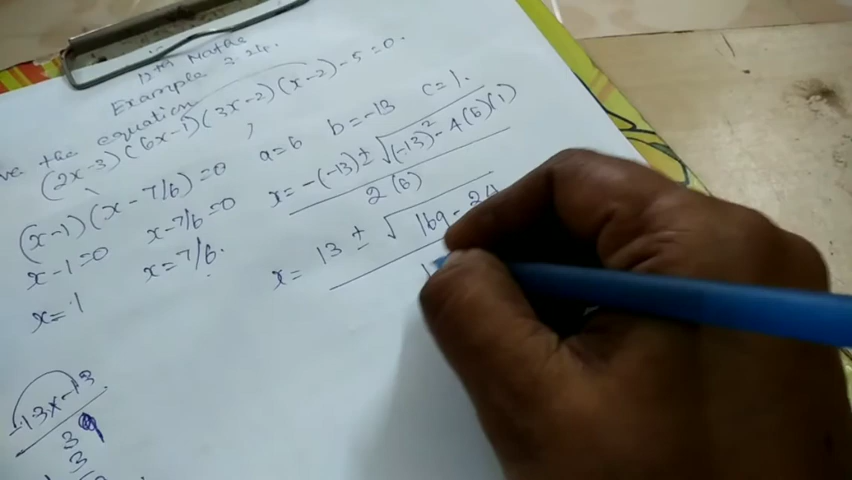 12th Maths
Example 3.24.
ve the equation
(2x-3)(6x-1)(3x-2)(x-2)-5=0.
a=6 b=-13 c=1.
(x-1)(x-7/6)=0
x-1=0 x-7/6=0
x=1 x=7/6.
x= -(-13)±√(-13)²-4(6)(1)
2(6)
x= 13 ± √169-24
-13x-13
39
3